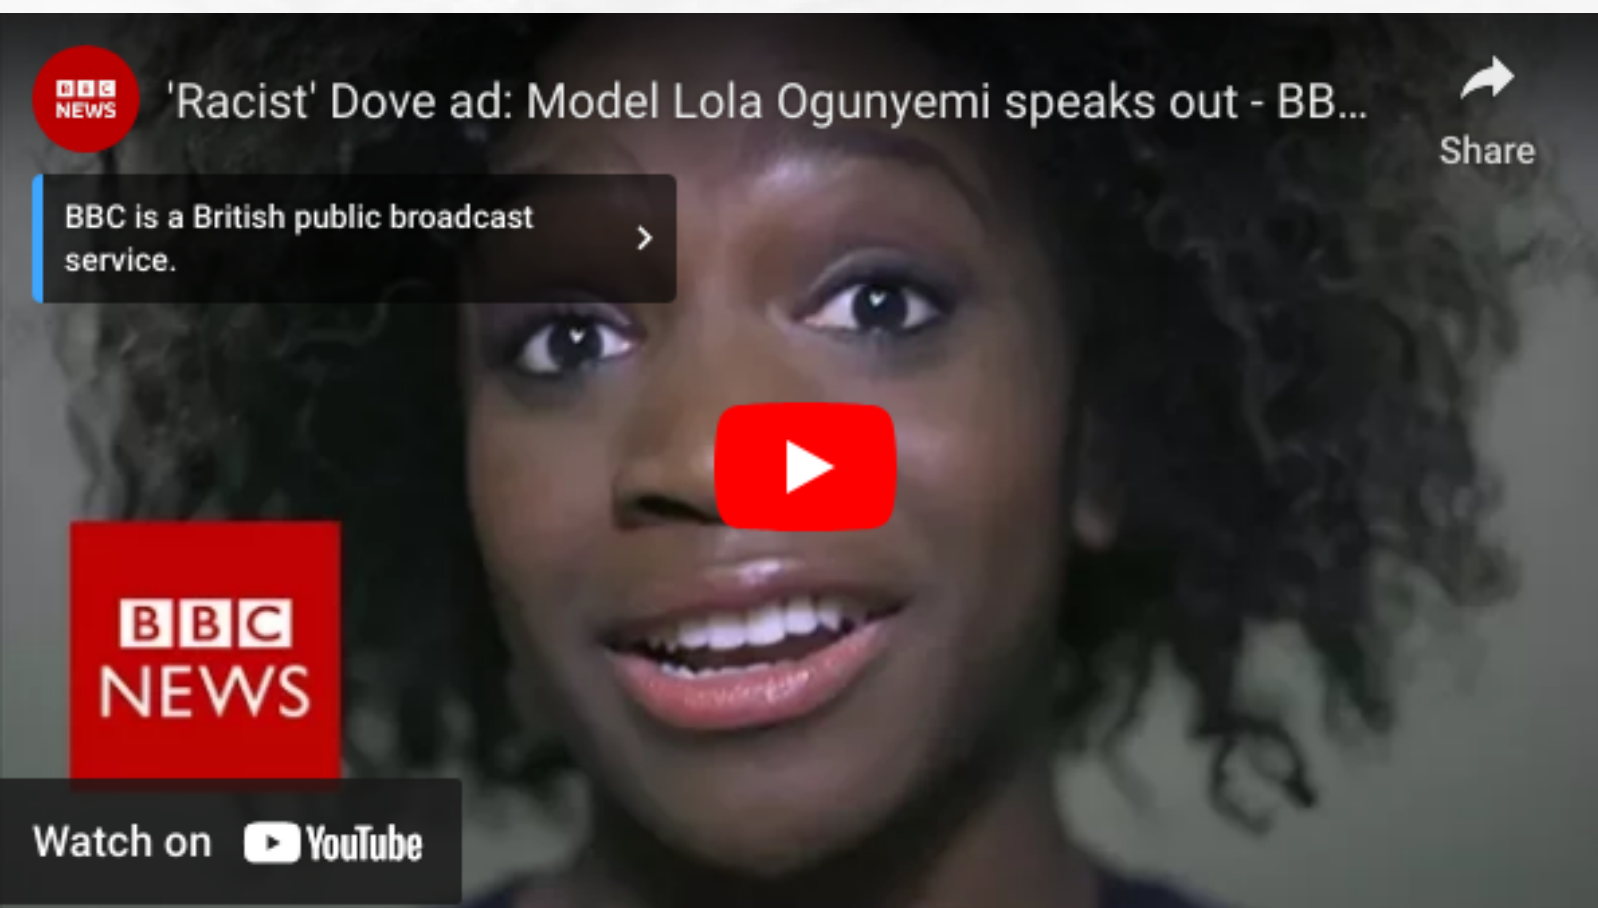 BBC
NEWS
'Racist' Dove ad: Model Lola Ogunyemi speaks out - BB...
Share
BBC is a British public broadcast
service.
BBC
NEWS
Watch on YouTube